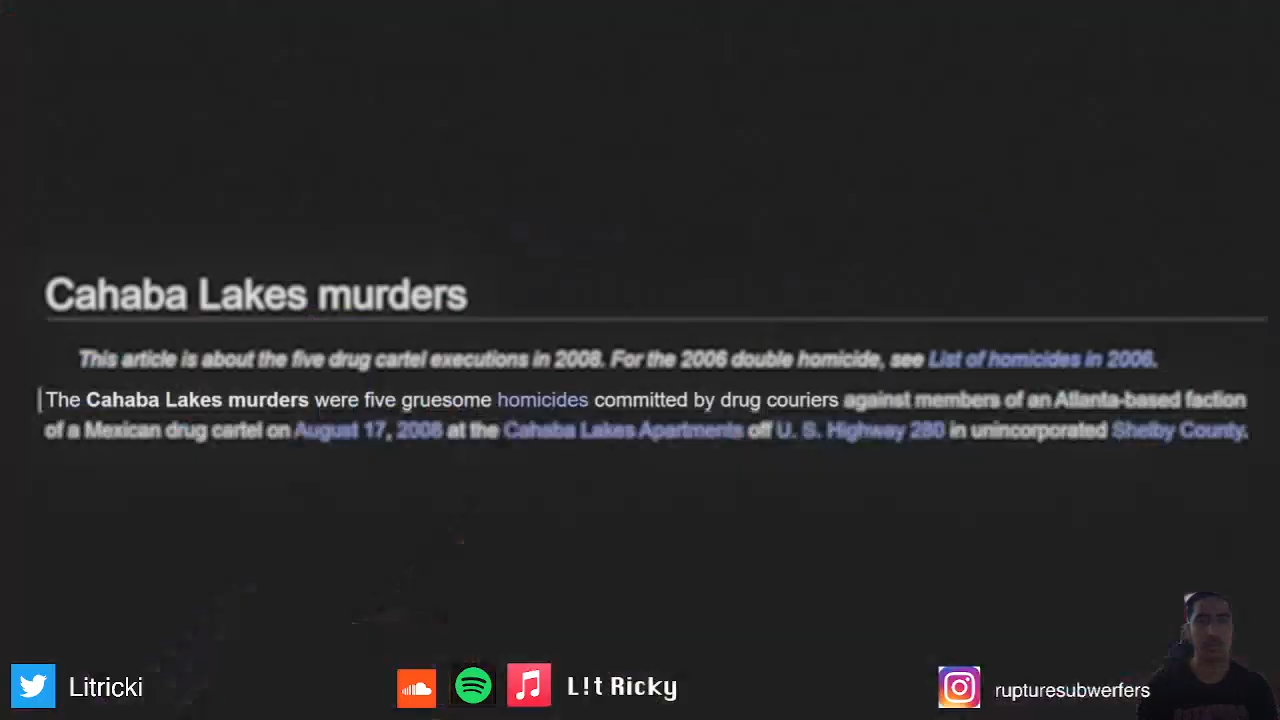 Cahaba Lakes murders
This article is about the five drug cartel executions in 2008. For the 2006 double homicide, see List of homicides in 2006.
The Cahaba Lakes murders were five gruesome homicides committed by drug couriers against members of an Atlanta-based faction
of a Mexican drug cartel on August 17, 2008 at the Cahaba Lakes Apartments off U. S. Highway 280 in unincorporated Shelby County.
Litricki
L!t Ricky
rupturesubwerfers